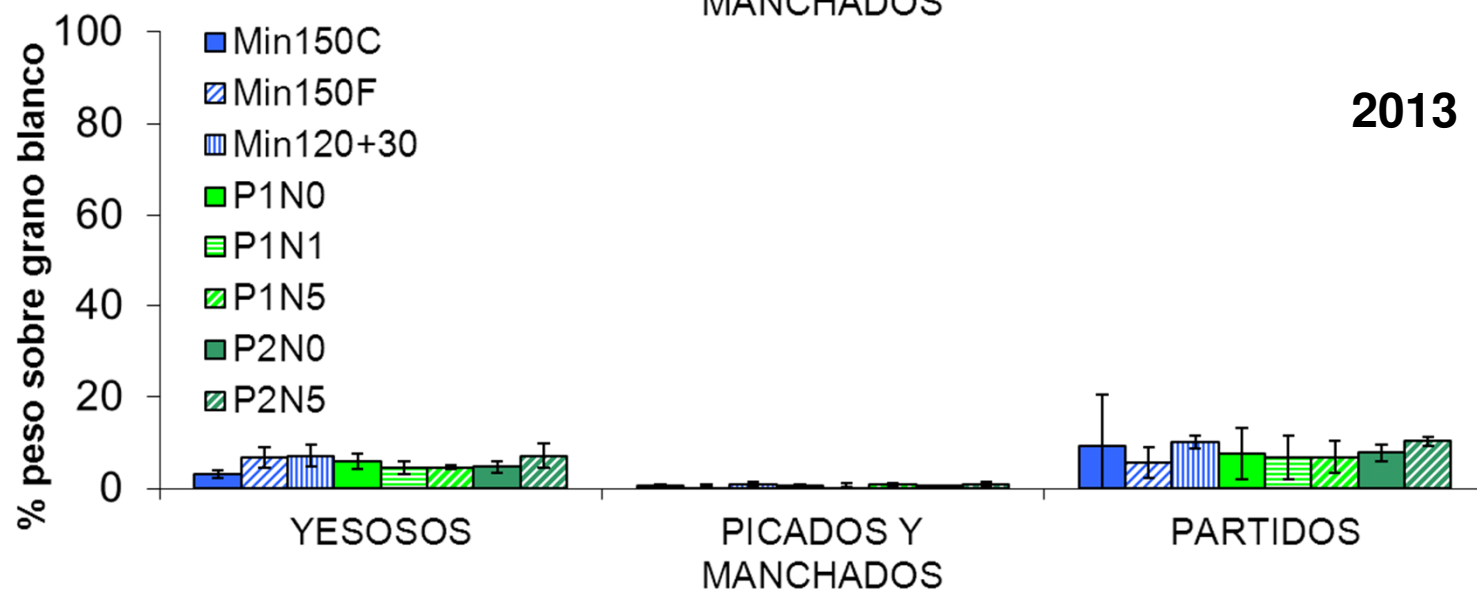 MANCHADOS
% peso sobre grano blanco
100
80
60
40
20
0
Min150C
Min150F
Min120+30
P1N0
P1N1
P1N5
P2N0
P2N5
2013
YESOSOS
PICADOS Y
MANCHADOS
PARTIDOS